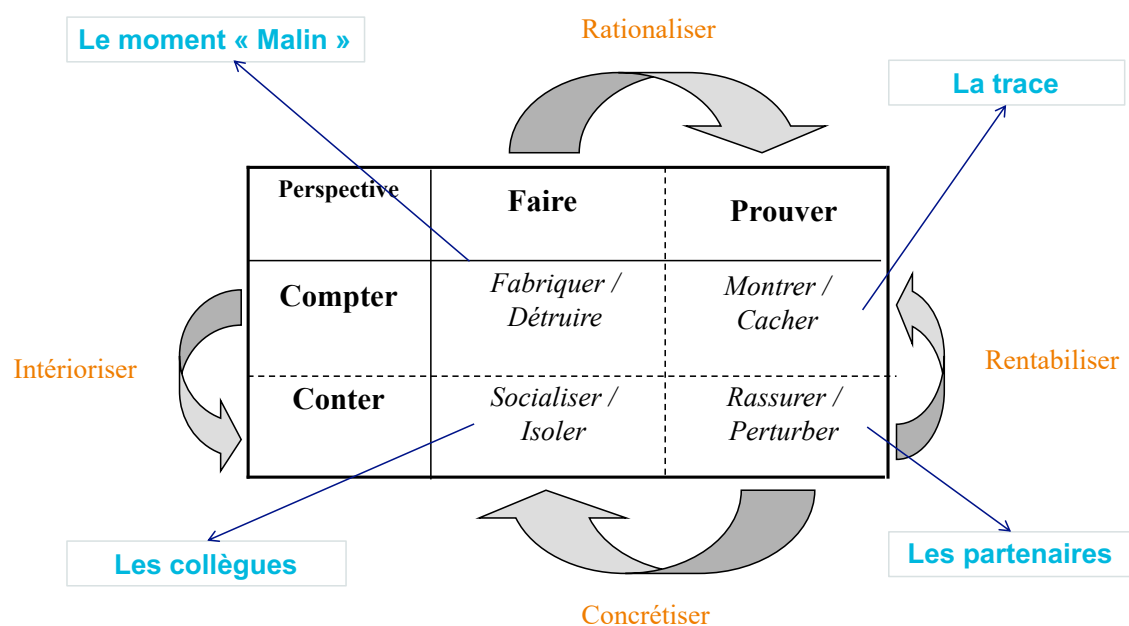 Rationaliser
Le moment « Malin »
La trace
Perspective
Faire
Prouver
Compter
Fabriquer /
Détruire
Montrer /
Cacher
Intérioriser
Rentabiliser
Conter
Socialiser /
Isoler
Rassurer /
Perturber
Les collègues
Les partenaires
Concrétiser